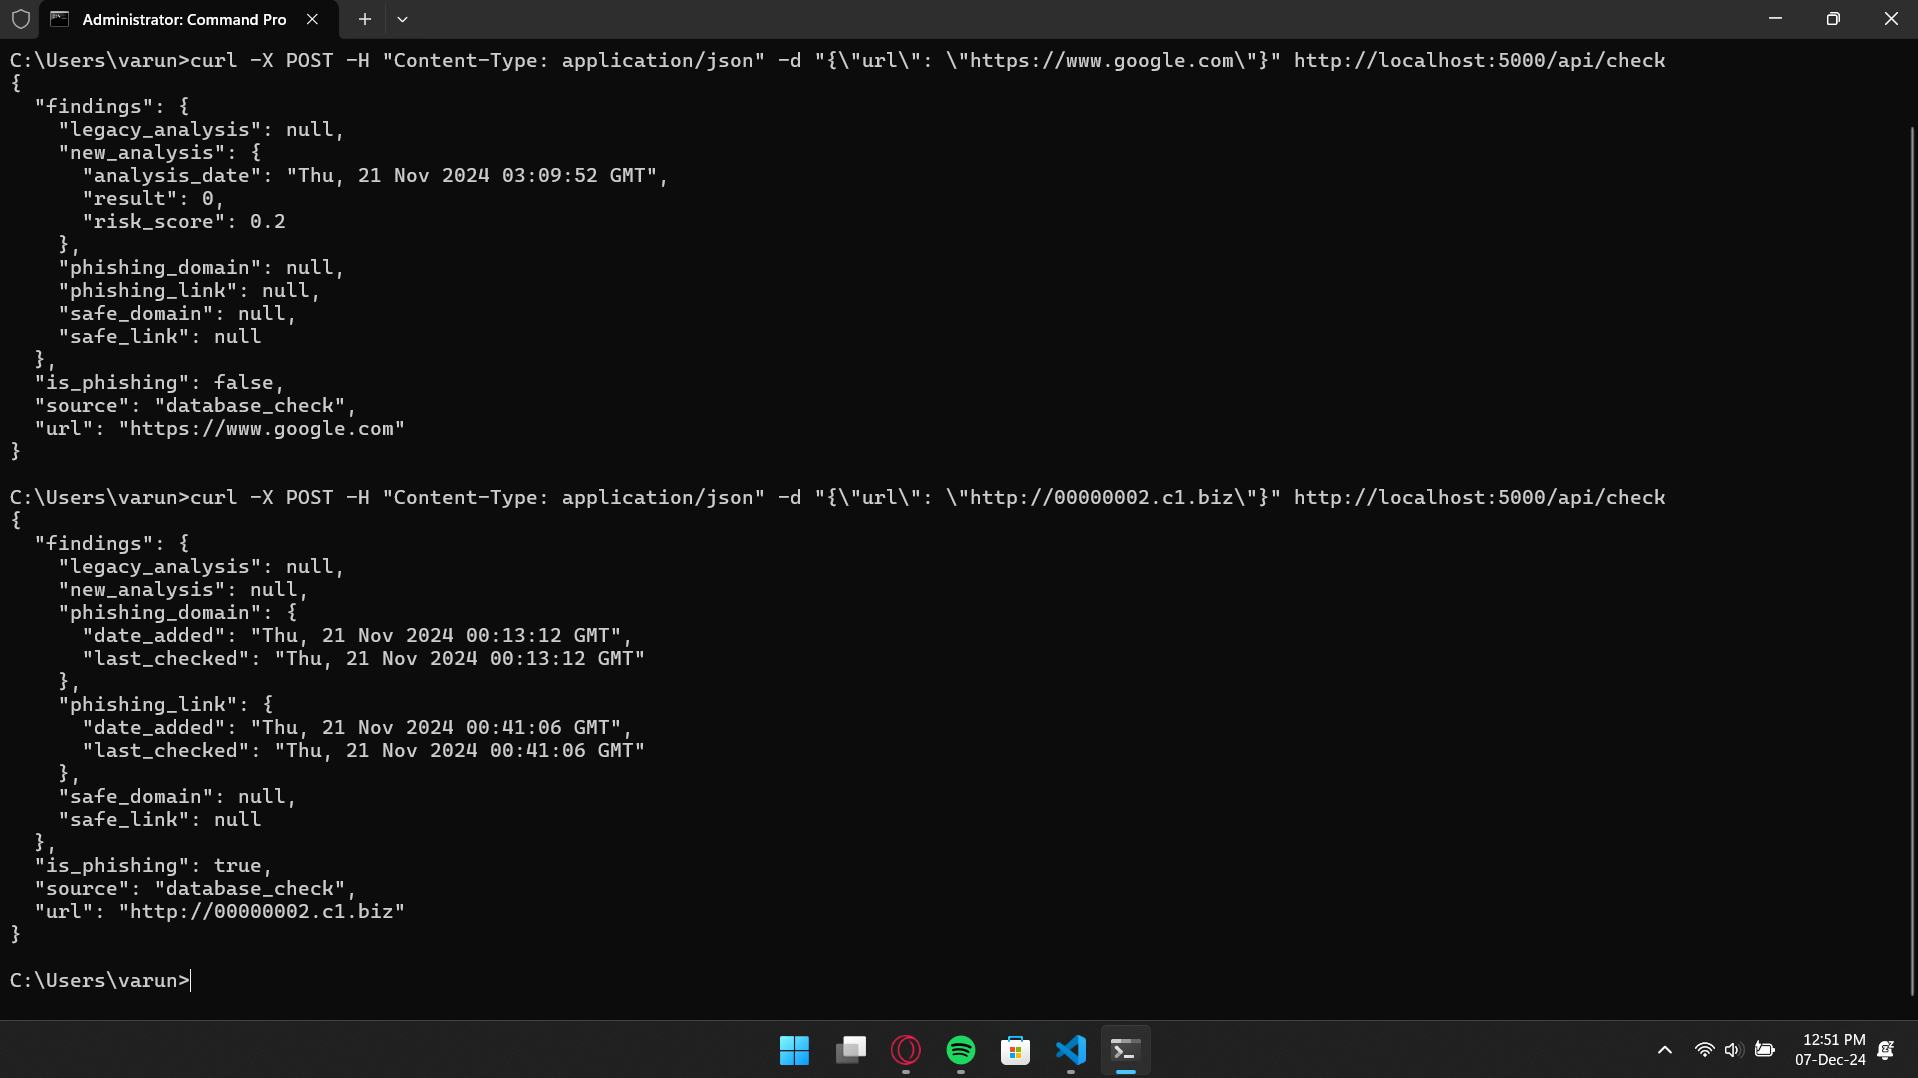 Administrator: Command Pro
C:\Users\varun>curl -X POST -H "Content-Type: application/json" -d "{\"url\": \"https://www.google.com\"}" http://localhost:5000/api/check
{
  "findings": {
    "legacy_analysis": null,
    "new_analysis": {
      "analysis_date": "Thu, 21 Nov 2024 03:09:52 GMT",
      "result": 0,
      "risk_score": 0.2
    },
    "phishing_domain": null,
    "phishing_link": null,
    "safe_domain": null,
    "safe_link": null
  },
  "is_phishing": false,
  "source": "database_check",
  "url": "https://www.google.com"
}
C:\Users\varun>curl -X POST -H "Content-Type: application/json" -d "{\"url\": \"http://00000002.c1.biz\"}" http://localhost:5000/api/check
{
  "findings": {
    "legacy_analysis": null,
    "new_analysis": null,
    "phishing_domain": {
      "date_added": "Thu, 21 Nov 2024 00:13:12 GMT",
      "last_checked": "Thu, 21 Nov 2024 00:13:12 GMT"
    },
    "phishing_link": {
      "date_added": "Thu, 21 Nov 2024 00:41:06 GMT",
      "last_checked": "Thu, 21 Nov 2024 00:41:06 GMT"
    },
    "safe_domain": null,
    "safe_link": null
  },
  "is_phishing": true,
  "source": "database_check",
  "url": "http://00000002.c1.biz"
}
C:\Users\varun>
12:51 PM
07-Dec-24